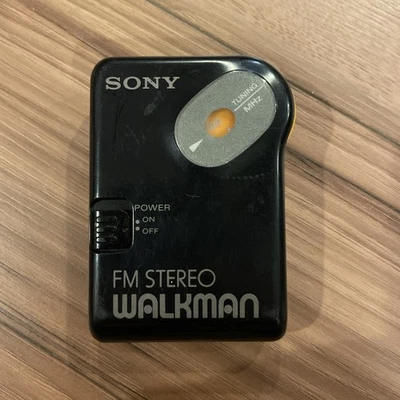 SONY
TUNING
MHz
POWER
ON
OFF
FM STEREO
WALKMAN